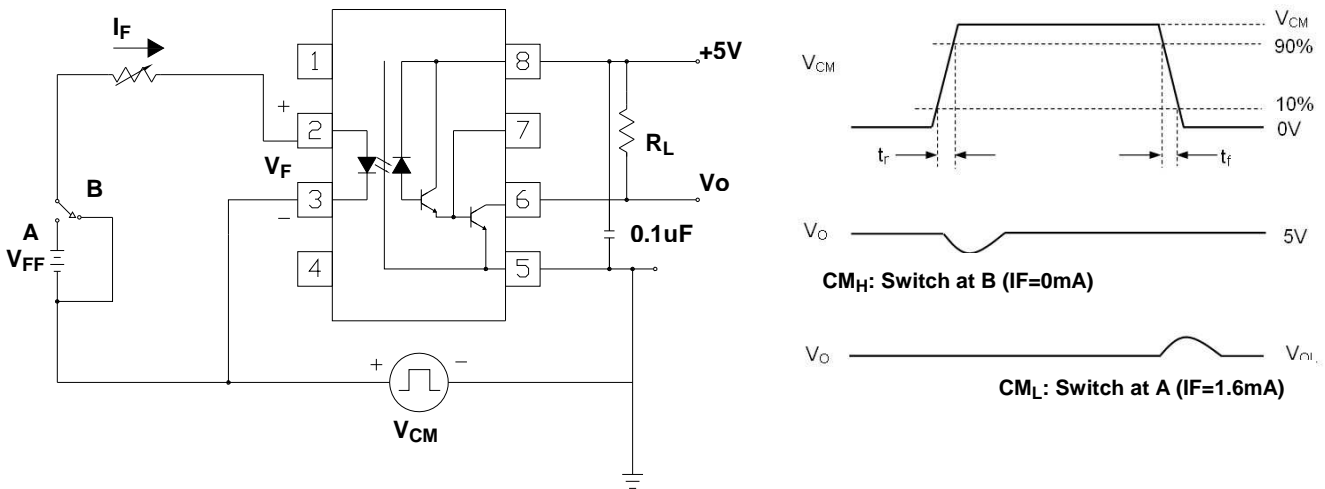 IF
1
8
+5V
+
2
7
VF
RL
B
3
6
Vo
−
A
0.1uF
VFF
4
5
+
−
VCM
VCM
90%
VCM
10%
0V
tr
tf
VO
5V
CMH: Switch at B (IF=0mA)
VO
CML: Switch at A (IF=1.6mA)